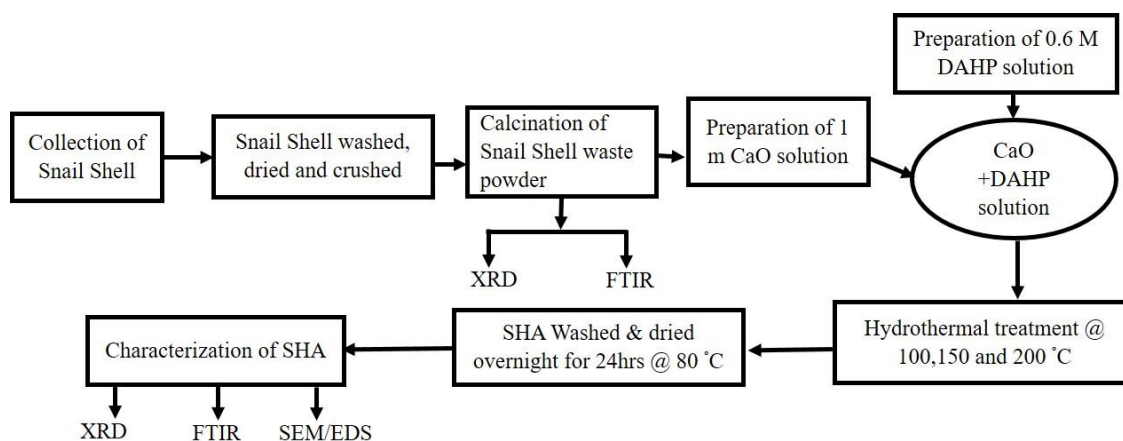 Collection of
Snail Shell
Snail Shell washed,
dried and crushed
Calcination of
Snail Shell waste
powder
XRD
FTIR
Preparation of 1
m CaO solution
Preparation of 0.6 M
DAHP solution
CaO
+DAHP
solution
Hydrothermal treatment @
100,150 and 200 ˚C
SHA Washed & dried
overnight for 24hrs @ 80 ˚C
Characterization of SHA
XRD
FTIR
SEM/EDS